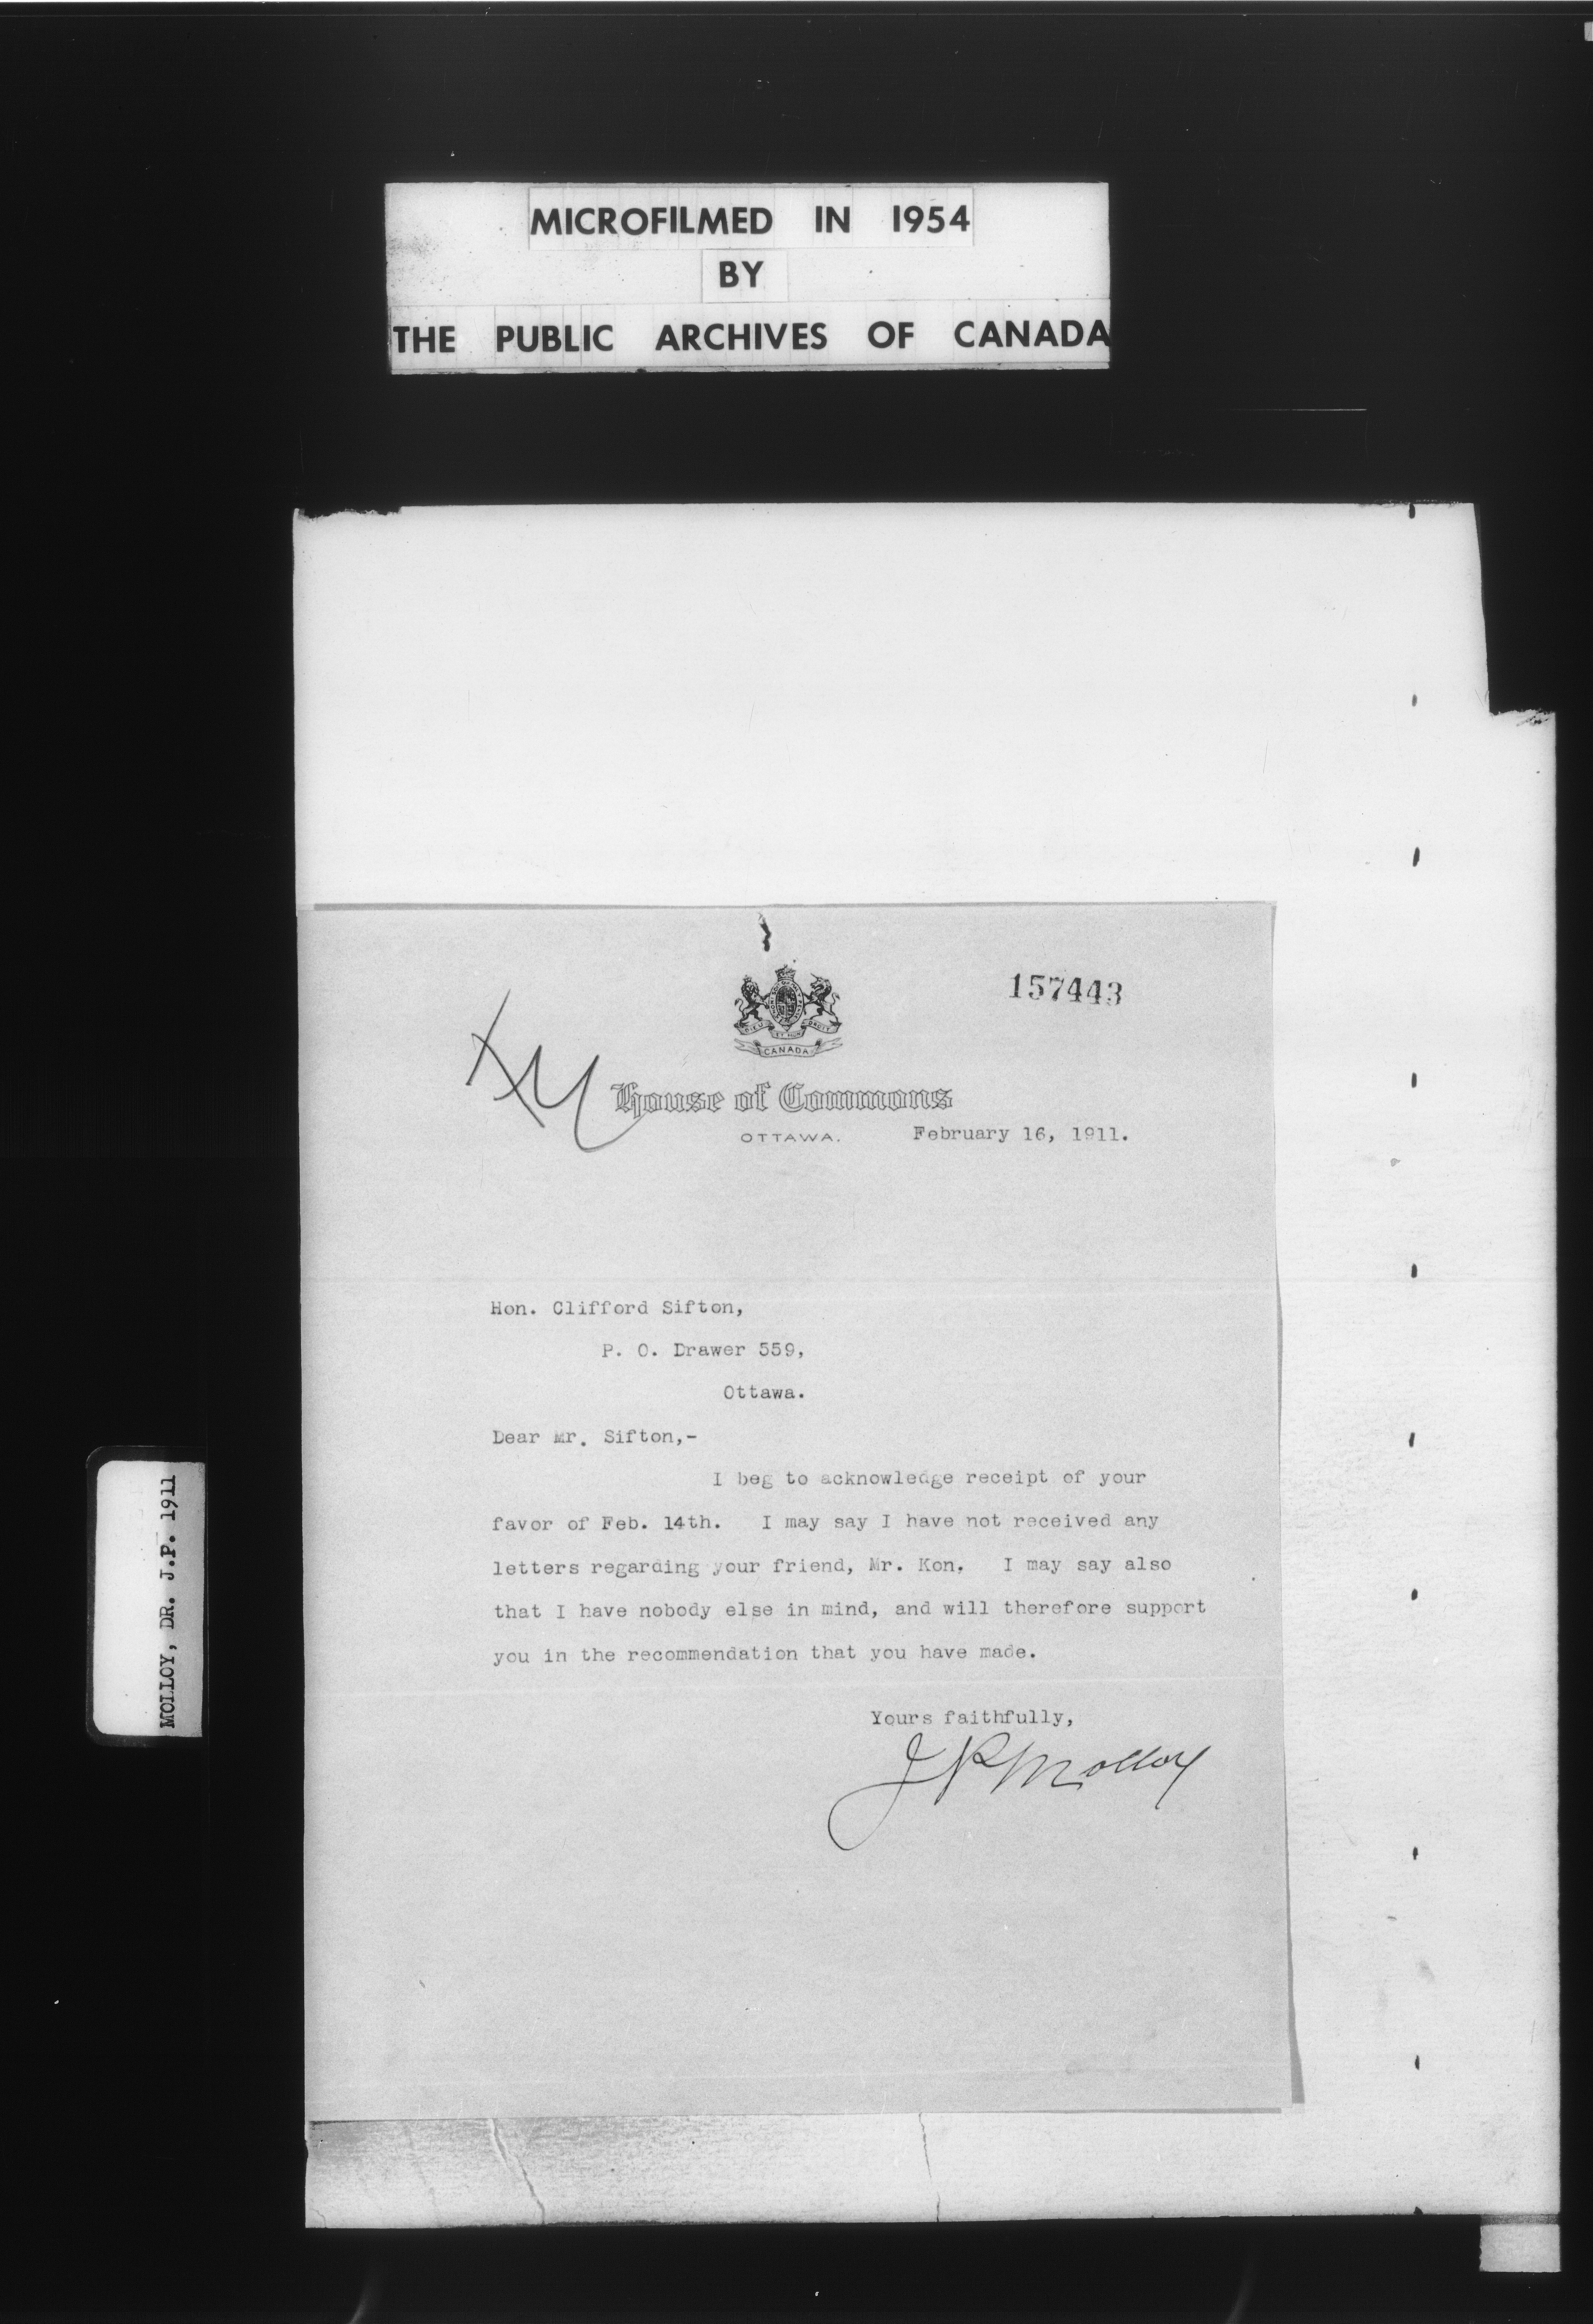 MICROFILMED IN 1954
BY
THE PUBLIC ARCHIVES OF CANADA
157443
DIEU ET MON DROIT
CANADA
House of Commons
OTTAWA. February 16, 1911.
Hon. Clifford Sifton,
P. O. Drawer 559,
Ottawa.
Dear Mr. Sifton,-
I beg to acknowledge receipt of your
favor of Feb. 14th. I may say I have not received any
letters regarding your friend, Mr. Kon. I may say also
that I have nobody else in mind, and will therefore support
you in the recommendation that you have made.
Yours faithfully,
J P Molloy
MOLLOY, DR. J.P. 1911